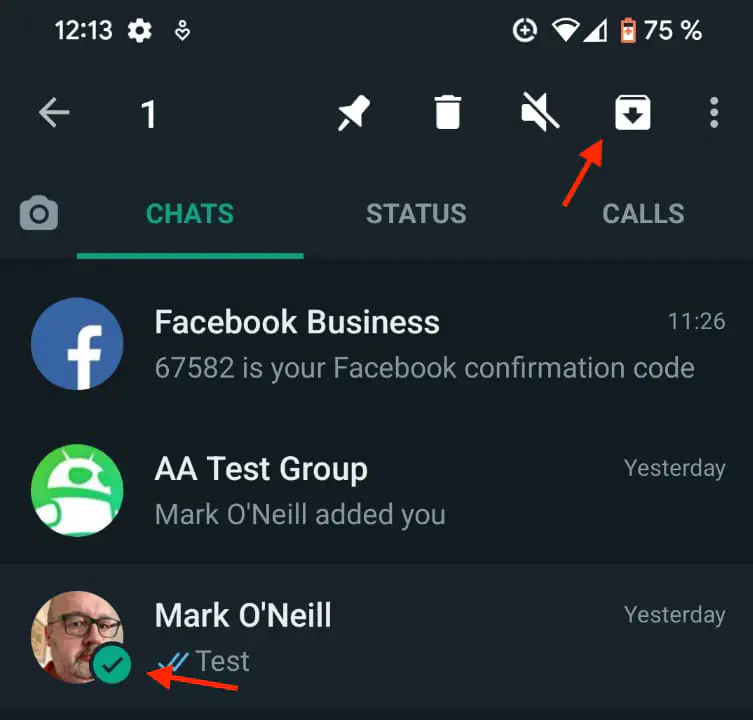 12:13 75 %
1
CHATS STATUS CALLS
Facebook Business 11:26
67582 is your Facebook confirmation code
AA Test Group Yesterday
Mark O'Neill added you
Mark O'Neill Yesterday
Test